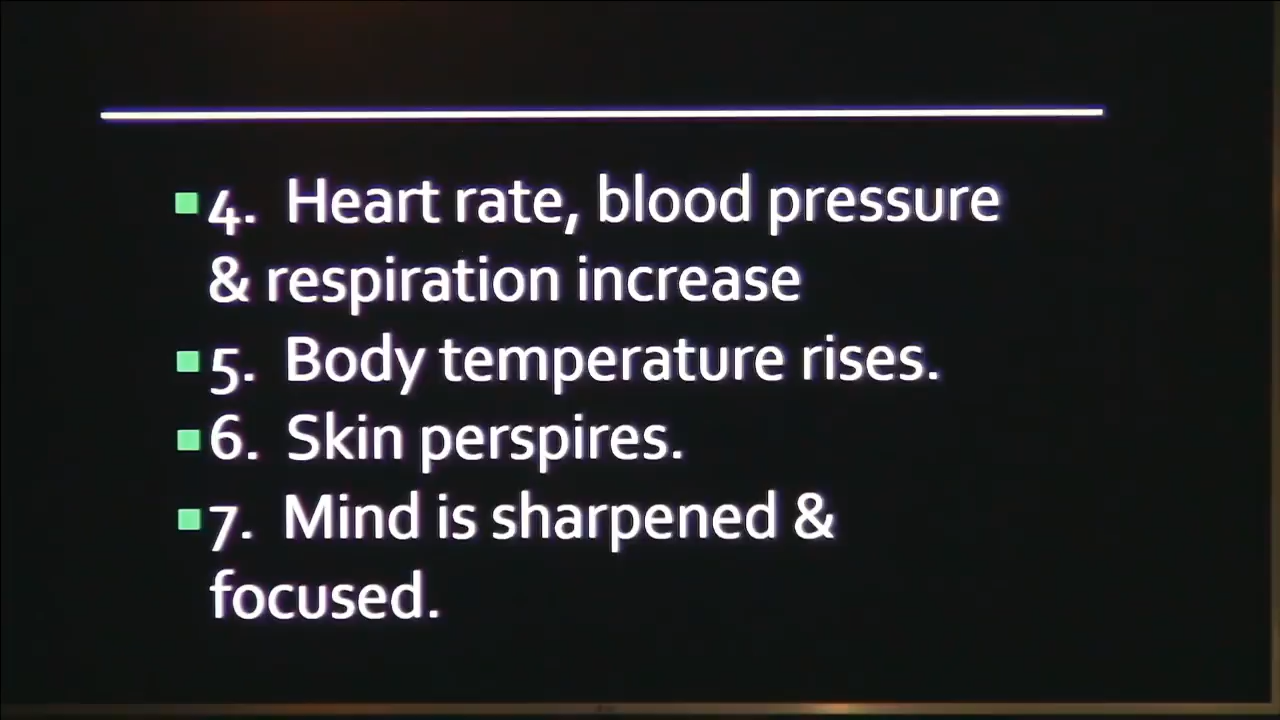 4. Heart rate, blood pressure
& respiration increase
5. Body temperature rises.
6. Skin perspires.
7. Mind is sharpened &
focused.